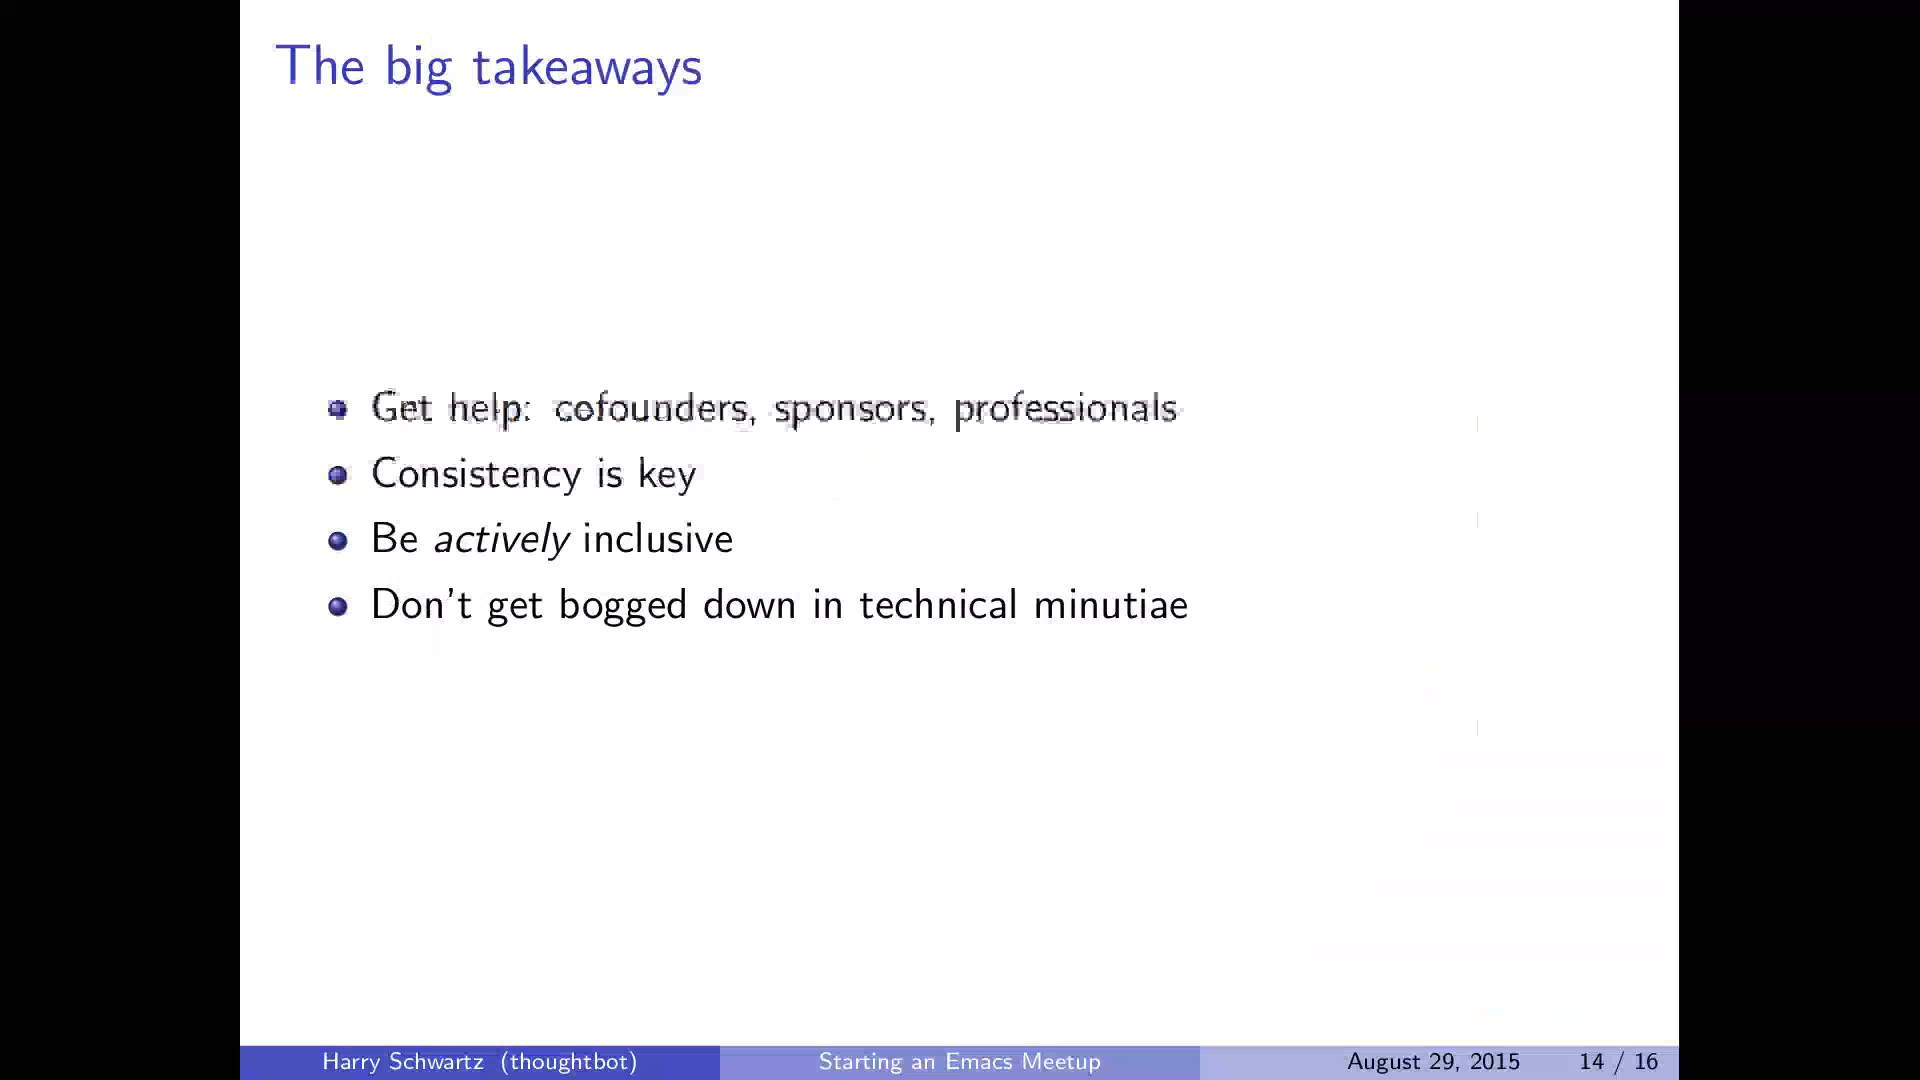 The big takeaways
Get help: cofounders, sponsors, professionals
Consistency is key
Be actively inclusive
Don't get bogged down in technical minutiae
Harry Schwartz (thoughtbot) Starting an Emacs Meetup August 29, 2015 14 / 16